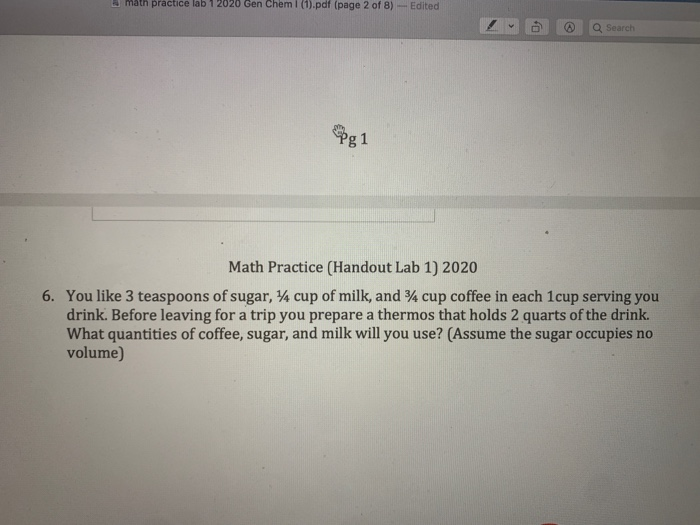 math practice lab 1 2020 Gen Chem I (1).pdf (page 2 of 8) — Edited
Search
Pg 1
Math Practice (Handout Lab 1) 2020
6. You like 3 teaspoons of sugar, ¼ cup of milk, and ¾ cup coffee in each 1cup serving you
drink. Before leaving for a trip you prepare a thermos that holds 2 quarts of the drink.
What quantities of coffee, sugar, and milk will you use? (Assume the sugar occupies no
volume)